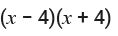 (x − 4)(x + 4)